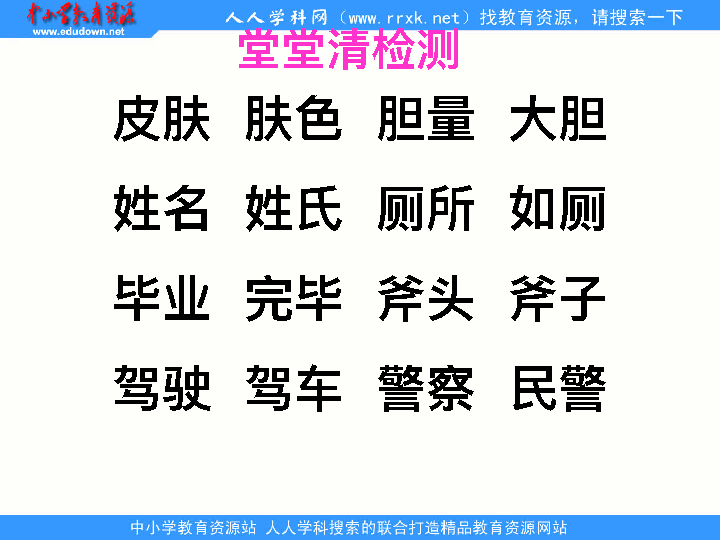 中小学教育资源
www.edudown.net
人人学科网（www.rrxk.net）找教育资源，请搜索一下
堂堂清检测
皮肤 肤色 胆量 大胆
姓名 姓氏 厕所 如厕
毕业 完毕 斧头 斧子
驾驶 驾车 警察 民警
中小学教育资源站 人人学科搜索的联合打造精品教育资源网站